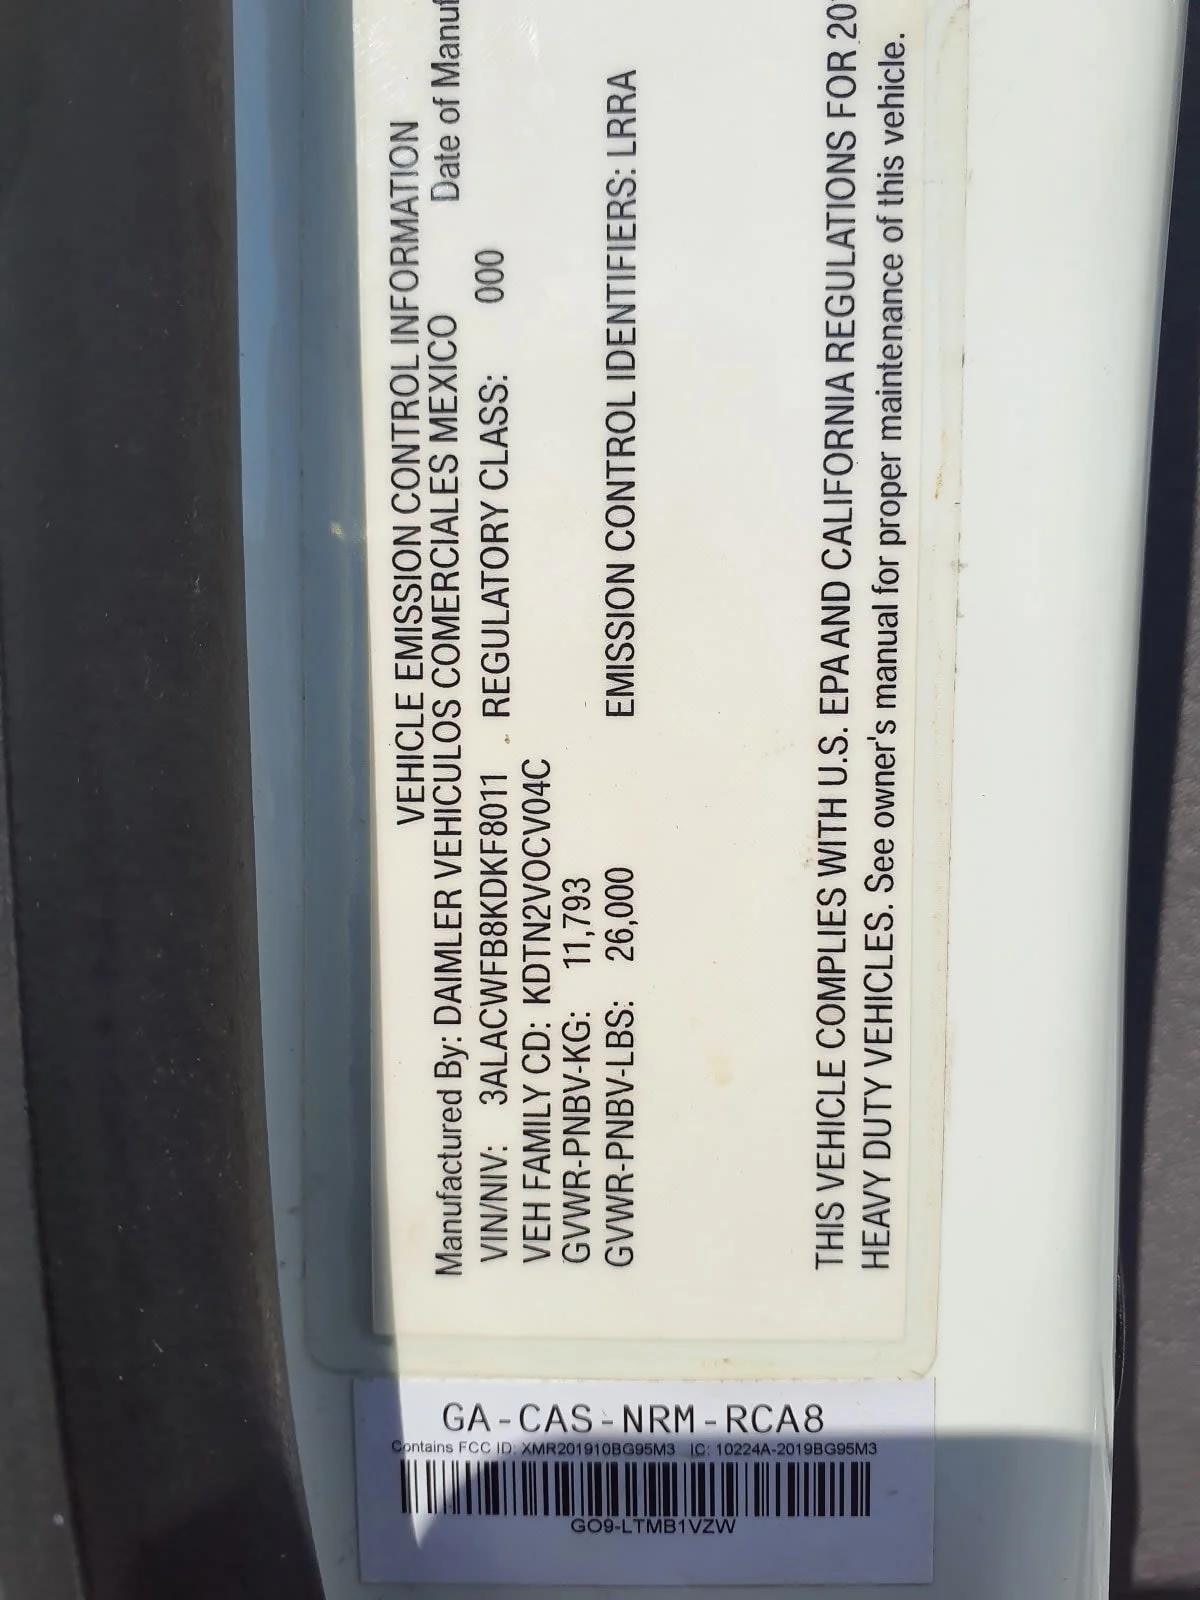 VEHICLE EMISSION CONTROL INFORMATION
Manufactured By: DAIMLER VEHICULOS COMERCIALES MEXICO Date of Manuf
VIN/NIV: 3ALACWFB8KDKF8011 REGULATORY CLASS: 000
VEH FAMILY CD: KDTN2VOCV04C
GVWR-PNBV-KG: 11,793
GVWR-PNBV-LBS: 26,000 EMISSION CONTROL IDENTIFIERS: LRRA
THIS VEHICLE COMPLIES WITH U.S. EPA AND CALIFORNIA REGULATIONS FOR 20
HEAVY DUTY VEHICLES. See owner's manual for proper maintenance of this vehicle.
GA-CAS-NRM-RCA8
Contains FCC ID: XMR201910BG95M3 IC: 10224A-2019BG95M3
GO9-LTMB1VZW